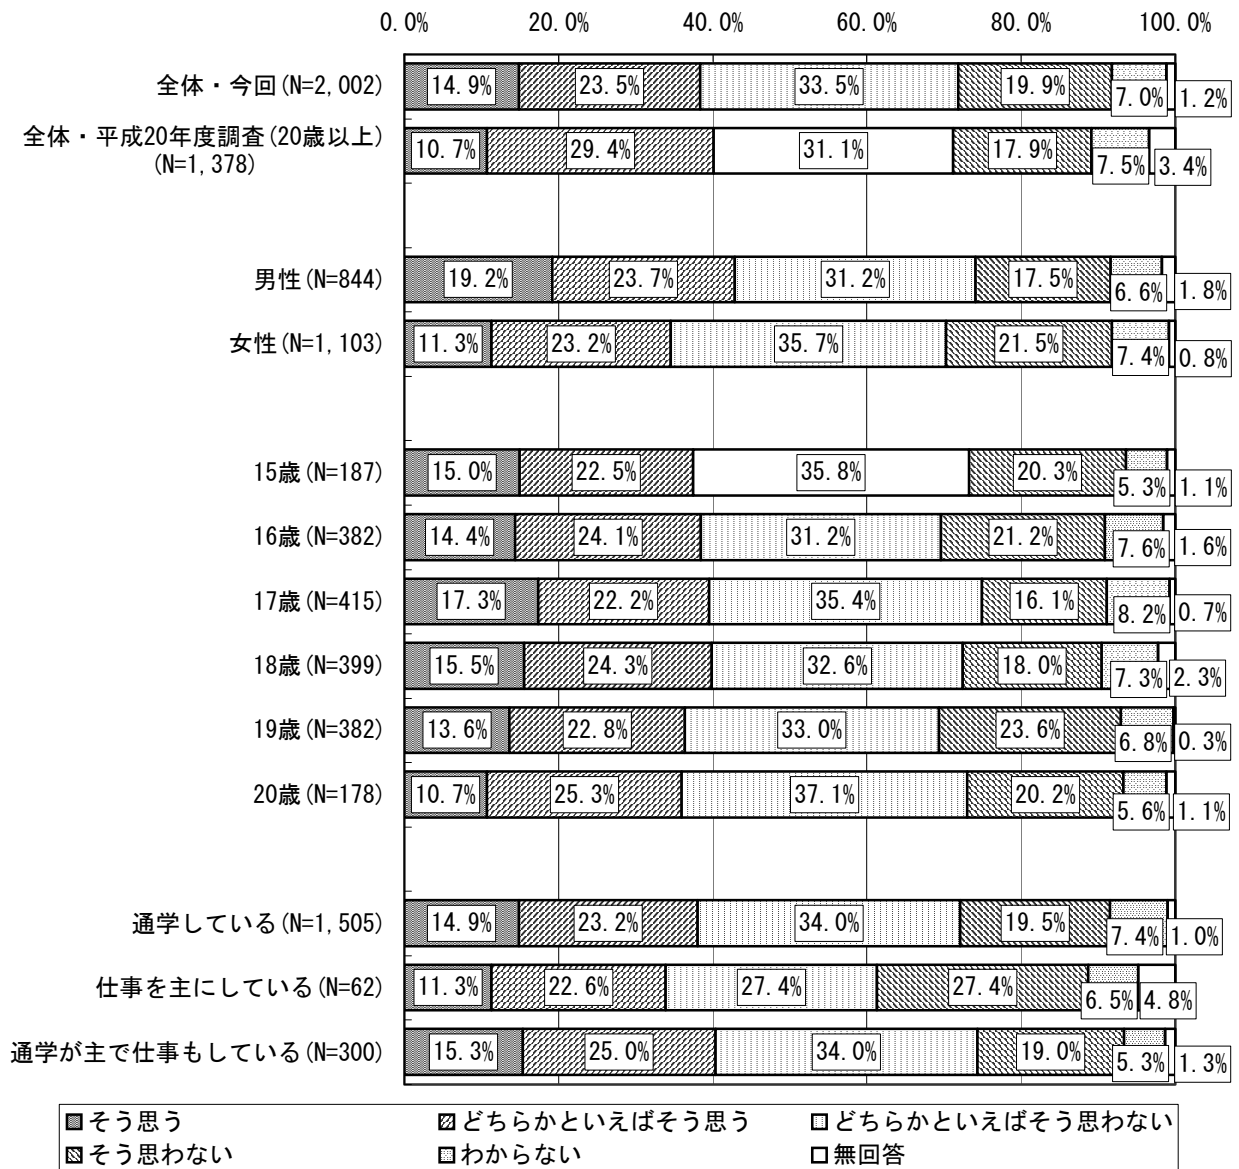 0.0% 20.0% 40.0% 60.0% 80.0% 100.0%
全体・今回(N=2,002) 14.9% 23.5% 33.5% 19.9% 7.0% 1.2%
全体・平成20年度調査(20歳以上)
(N=1,378) 10.7% 29.4% 31.1% 17.9% 7.5% 3.4%
男性(N=844) 19.2% 23.7% 31.2% 17.5% 6.6% 1.8%
女性(N=1,103) 11.3% 23.2% 35.7% 21.5% 7.4% 0.8%
15歳(N=187) 15.0% 22.5% 35.8% 20.3% 5.3% 1.1%
16歳(N=382) 14.4% 24.1% 31.2% 21.2% 7.6% 1.6%
17歳(N=415) 17.3% 22.2% 35.4% 16.1% 8.2% 0.7%
18歳(N=399) 15.5% 24.3% 32.6% 18.0% 7.3% 2.3%
19歳(N=382) 13.6% 22.8% 33.0% 23.6% 6.8% 0.3%
20歳(N=178) 10.7% 25.3% 37.1% 20.2% 5.6% 1.1%
通学している(N=1,505) 14.9% 23.2% 34.0% 19.5% 7.4% 1.0%
仕事を主にしている(N=62) 11.3% 22.6% 27.4% 27.4% 6.5% 4.8%
通学が主で仕事もしている(N=300) 15.3% 25.0% 34.0% 19.0% 5.3% 1.3%
そう思う どちらかといえばそう思う どちらかといえばそう思わない
そう思わない わからない 無回答